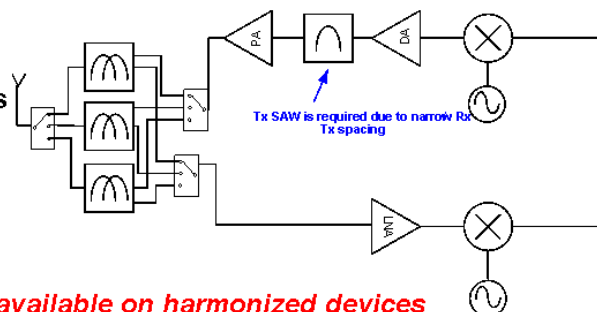 PA
DA
s
Tx SAW is required due to narrow Rx
Tx spacing
LNA
available on harmonized devices